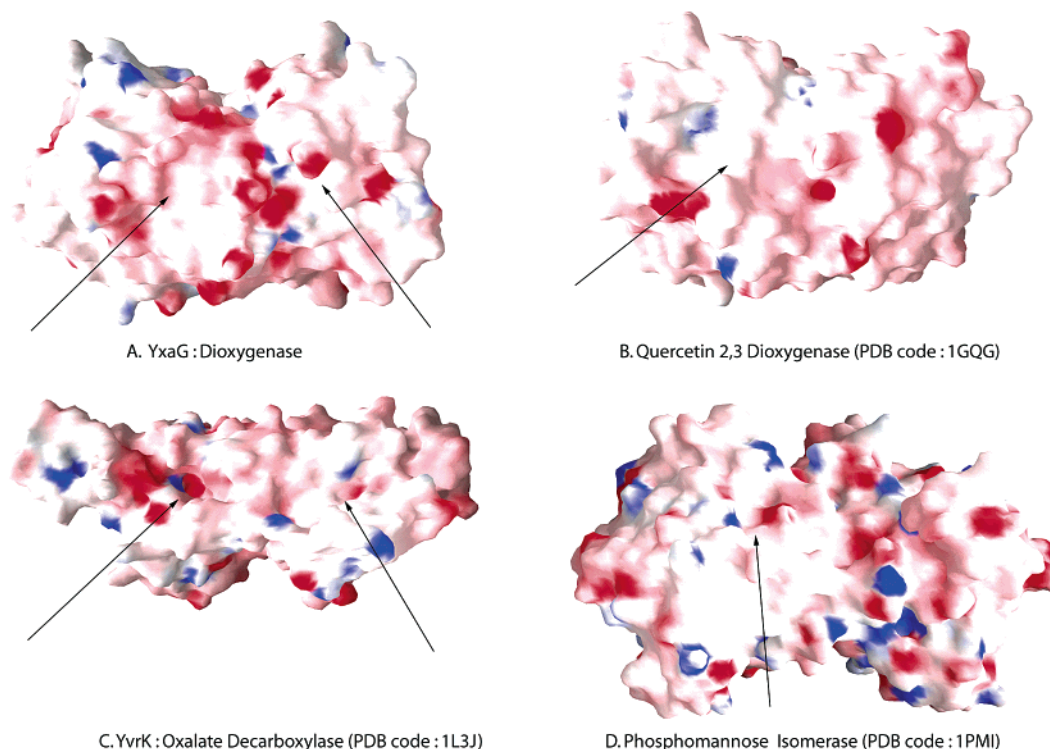 A. YxaG : Dioxygenase
B. Quercetin 2,3 Dioxygenase (PDB code : 1GQG)
C. YvrK : Oxalate Decarboxylase (PDB code : 1L3J)
D. Phosphomannose Isomerase (PDB code : 1PMI)